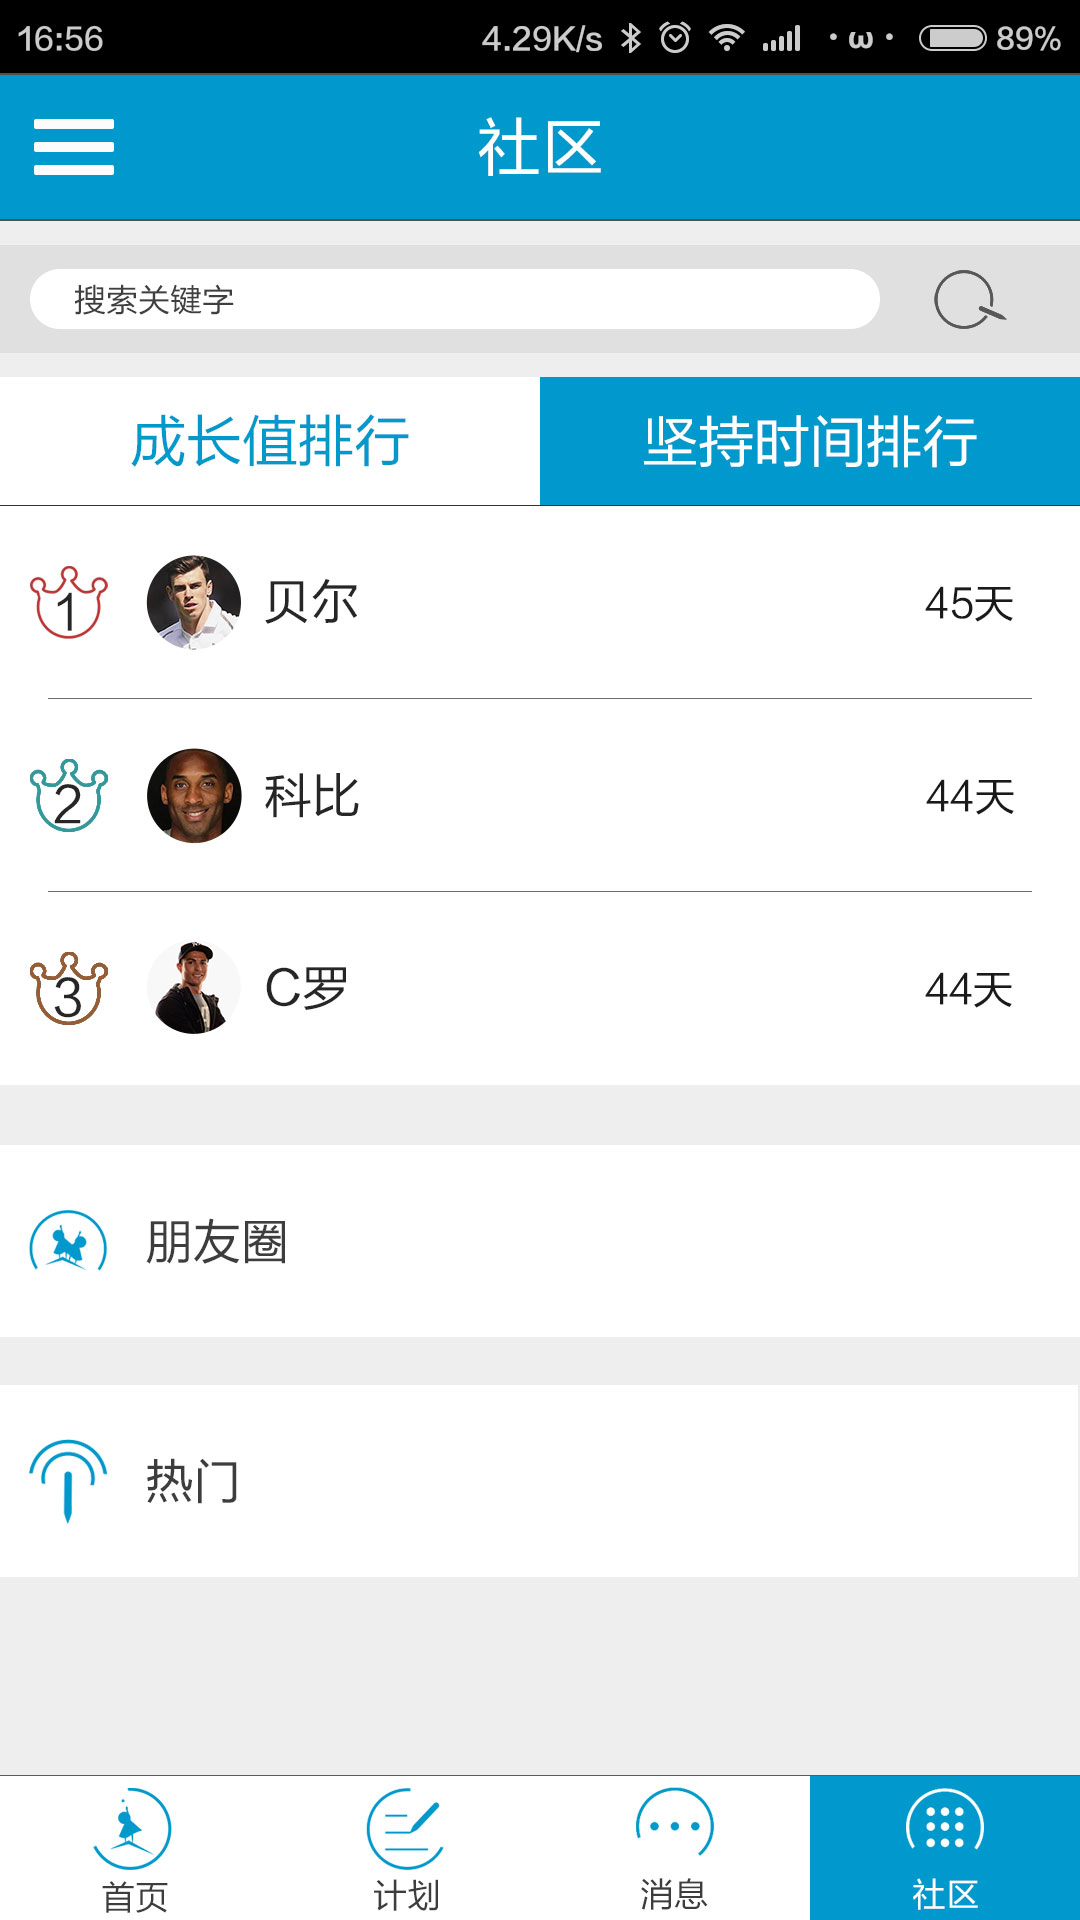 16:56 4.29K/s ·ω· 89%
社区
搜索关键字
成长值排行 坚持时间排行
1 贝尔 45天
2 科比 44天
3 C罗 44天
朋友圈
热门
首页 计划 消息 社区